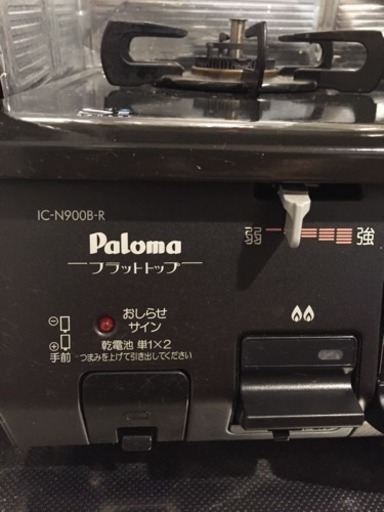 IC-N900B-R
Paloma
フラットトップ
弱 強
おしらせ
サイン
⊖
⊕
手前
乾電池 単1×2
つまみを上げて引き出してください